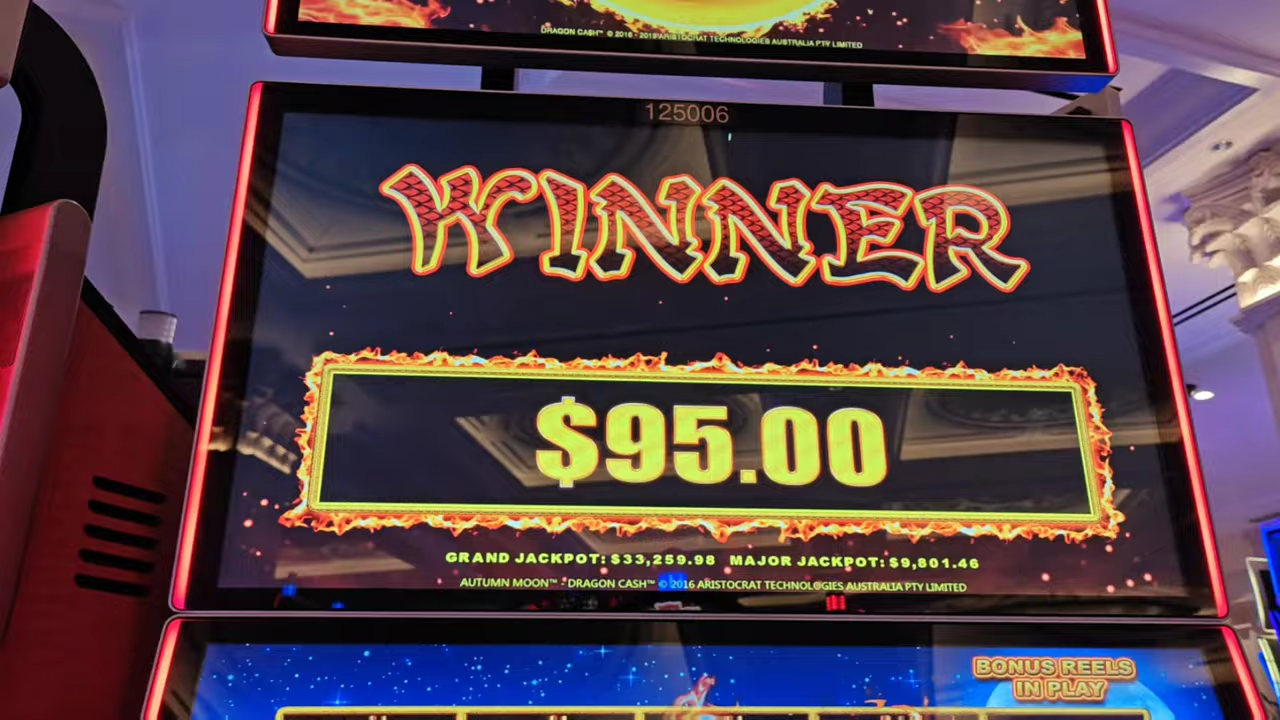 DRAGON CASH™ © 2016 - 2019 ARISTOCRAT TECHNOLOGIES AUSTRALIA PTY LIMITED
125006
WINNER
$95.00
GRAND JACKPOT: $33,259.98 MAJOR JACKPOT: $9,801.46
AUTUMN MOON™ - DRAGON CASH™ © 2016 ARISTOCRAT TECHNOLOGIES AUSTRALIA PTY LIMITED
BONUS REELS
IN PLAY